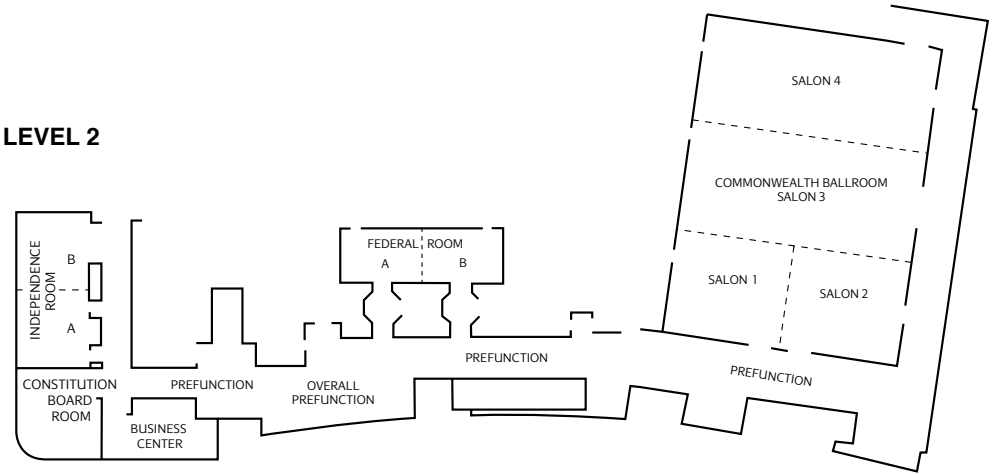 LEVEL 2
SALON 4
COMMONWEALTH BALLROOM
SALON 3
SALON 1
SALON 2
PREFUNCTION
FEDERAL ROOM
A
B
PREFUNCTION
INDEPENDENCE
ROOM
B
A
CONSTITUTION
BOARD
ROOM
PREFUNCTION
OVERALL
PREFUNCTION
BUSINESS
CENTER